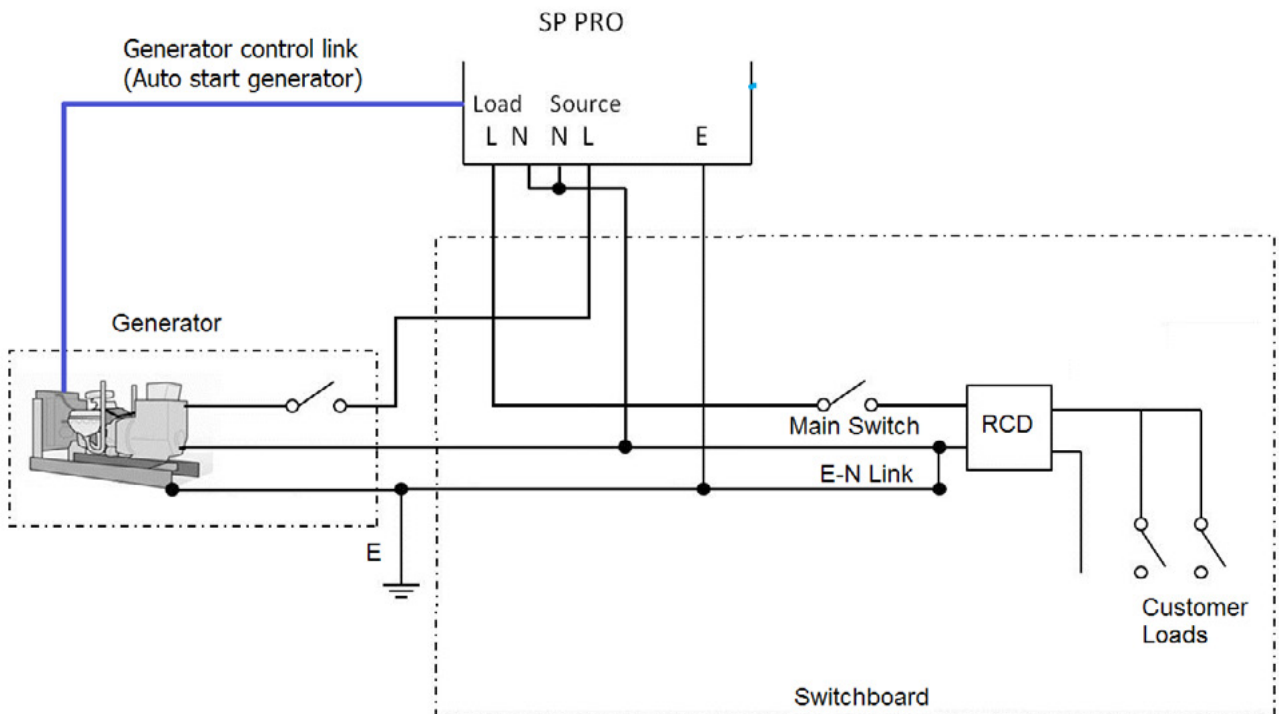 SP PRO
Generator control link
(Auto start generator)
Load Source
L N N L E
Generator
Main Switch
RCD
E-N Link
E
Customer
Loads
Switchboard